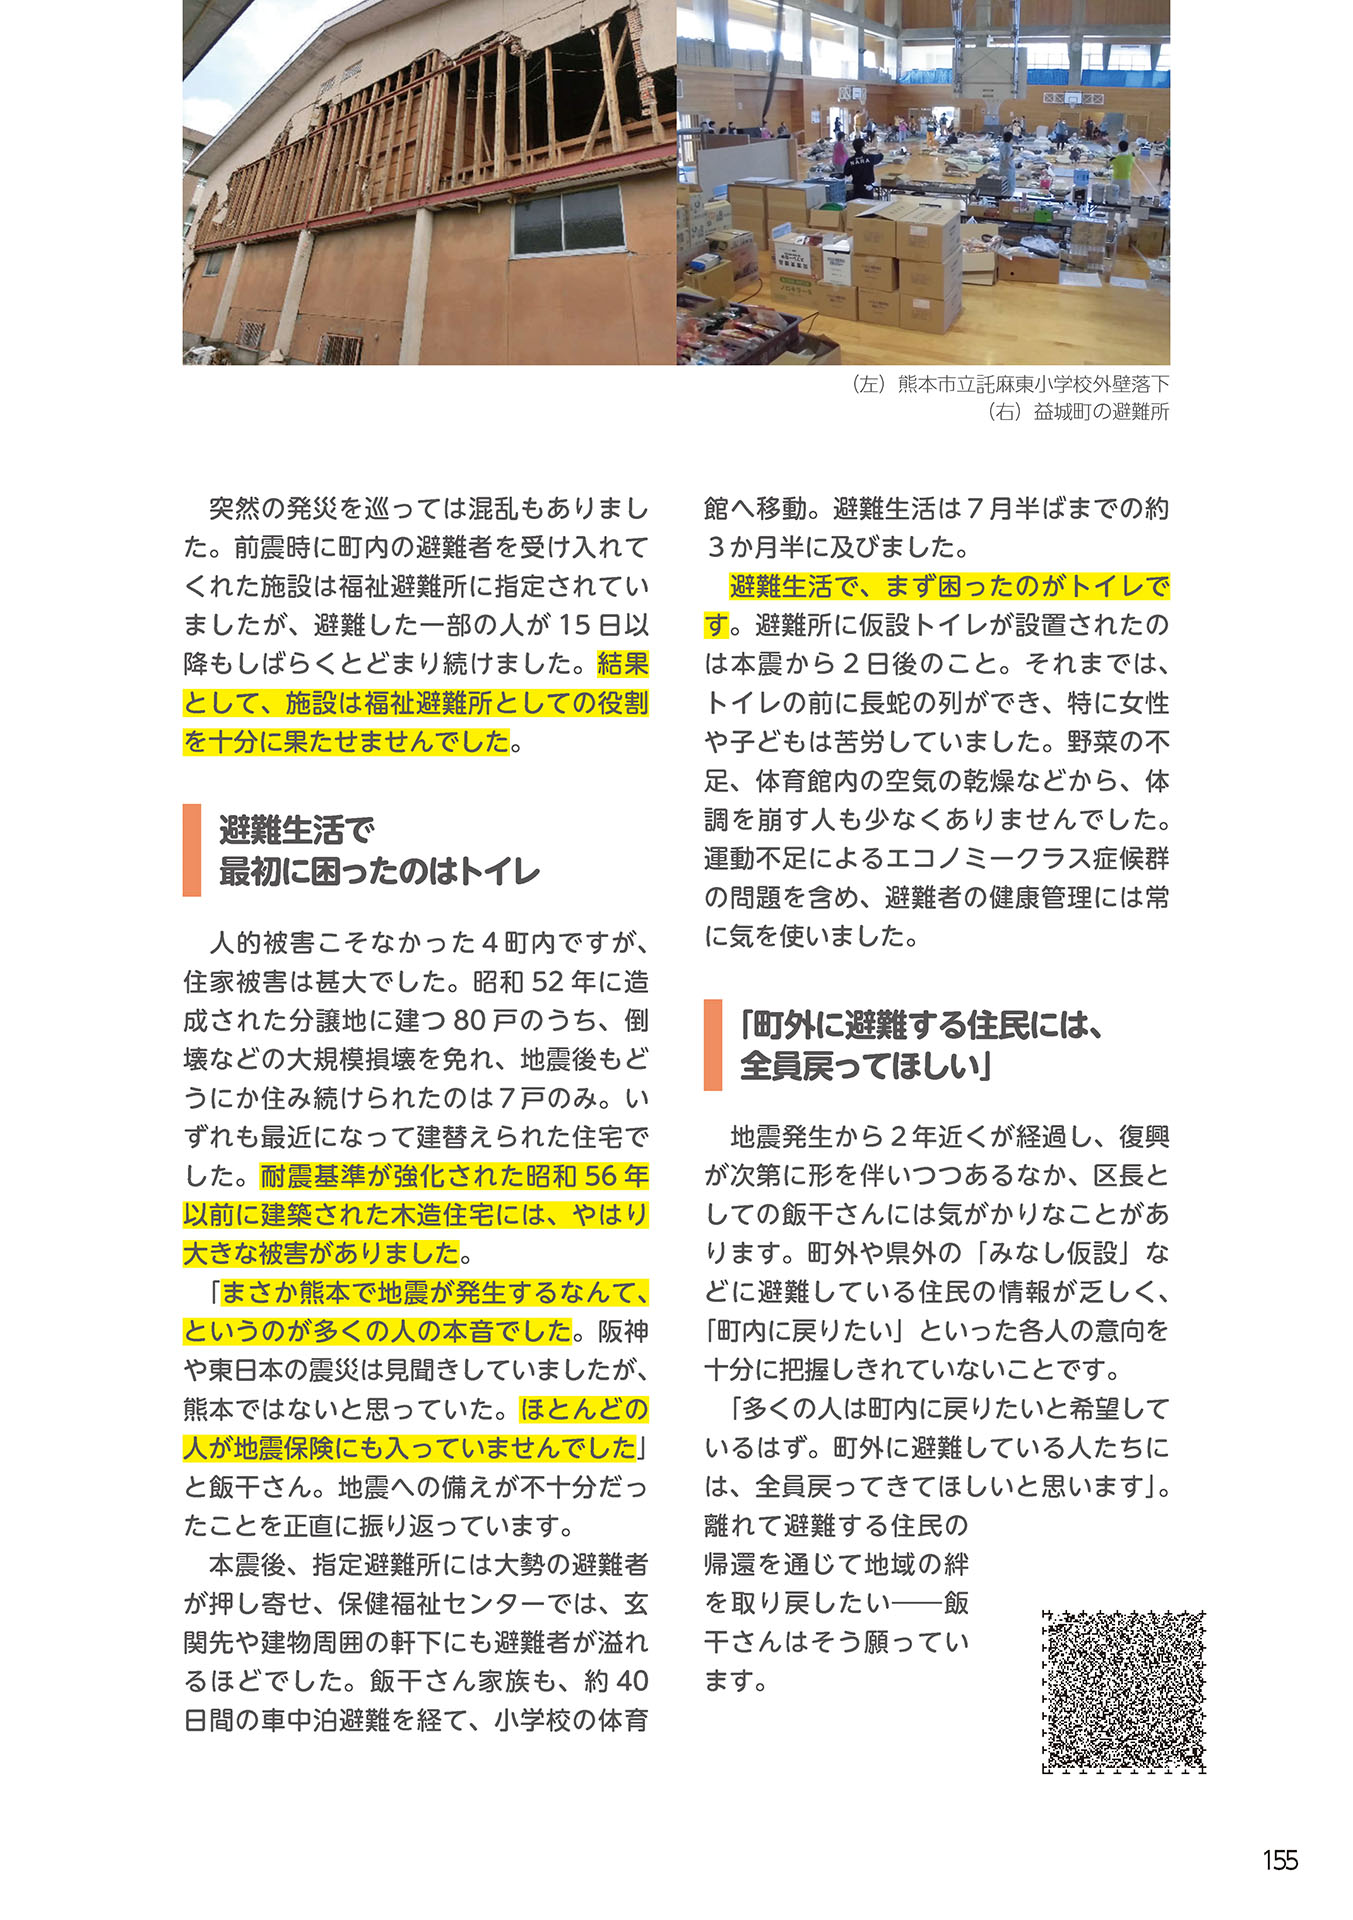 NARA
（左）熊本市立託麻東小学校外壁落下
（右）益城町の避難所
突然の発災を巡っては混乱もありまし
た。前震時に町内の避難者を受け入れて
くれた施設は福祉避難所に指定されてい
ましたが、避難した一部の人が 15 日以
降もしばらくとどまり続けました。結果
として、施設は福祉避難所としての役割
を十分に果たせませんでした。
避難生活で
最初に困ったのはトイレ
人的被害こそなかった４町内ですが、
住家被害は甚大でした。昭和 52 年に造
成された分譲地に建つ 80 戸のうち、倒
壊などの大規模損壊を免れ、地震後もど
うにか住み続けられたのは７戸のみ。い
ずれも最近になって建替えられた住宅で
した。耐震基準が強化された昭和 56 年
以前に建築された木造住宅には、やはり
大きな被害がありました。
「まさか熊本で地震が発生するなんて、
というのが多くの人の本音でした。阪神
や東日本の震災は見聞きしていましたが、
熊本ではないと思っていた。ほとんどの
人が地震保険にも入っていませんでした」
と飯干さん。地震への備えが不十分だっ
たことを正直に振り返っています。
本震後、指定避難所には大勢の避難者
が押し寄せ、保健福祉センターでは、玄
関先や建物周囲の軒下にも避難者が溢れ
るほどでした。飯干さん家族も、約 40
日間の車中泊避難を経て、小学校の体育
館へ移動。避難生活は７月半ばまでの約
３か月半に及びました。
避難生活で、まず困ったのがトイレで
す。避難所に仮設トイレが設置されたの
は本震から２日後のこと。それまでは、
トイレの前に長蛇の列ができ、特に女性
や子どもは苦労していました。野菜の不
足、体育館内の空気の乾燥などから、体
調を崩す人も少なくありませんでした。
運動不足によるエコノミークラス症候群
の問題を含め、避難者の健康管理には常
に気を使いました。
「町外に避難する住民には、
全員戻ってほしい」
地震発生から２年近くが経過し、復興
が次第に形を伴いつつあるなか、区長と
しての飯干さんには気がかりなことがあ
ります。町外や県外の「みなし仮設」な
どに避難している住民の情報が乏しく、
「町内に戻りたい」といった各人の意向を
十分に把握しきれていないことです。
「多くの人は町内に戻りたいと希望して
いるはず。町外に避難している人たちに
は、全員戻ってきてほしいと思います」。
離れて避難する住民の
帰還を通じて地域の絆
を取り戻したい――飯
干さんはそう願ってい
ます。
155